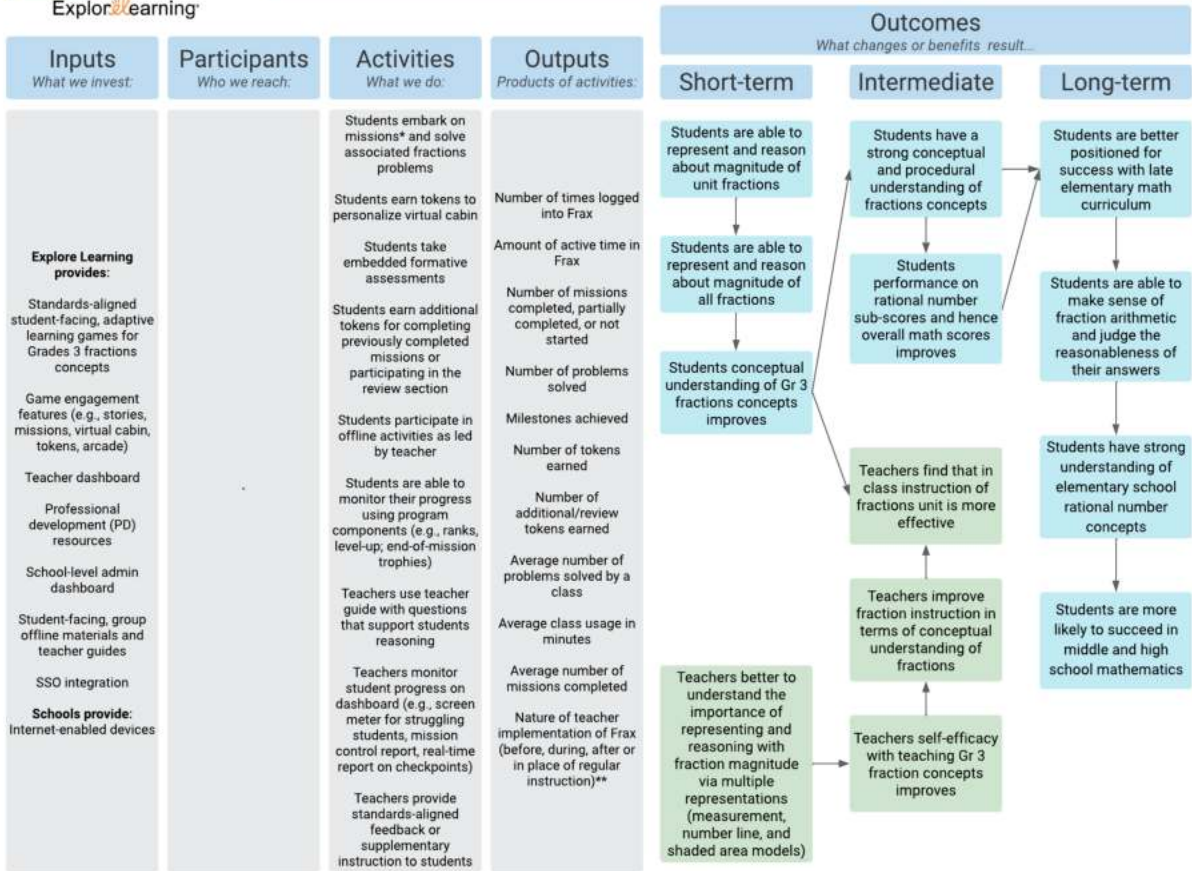 ExploreLearning
Inputs
What we invest:
Explore Learning
provides:
Standards-aligned
student-facing, adaptive
learning games for
Grades 3 fractions
concepts
Game engagement
features (e.g., stories,
missions, virtual cabin,
tokens, arcade)
Teacher dashboard
Professional
development (PD)
resources
School-level admin
dashboard
Student-facing, group
offline materials and
teacher guides
SSO integration
Schools provide:
Internet-enabled devices
Participants
Who we reach:
Activities
What we do:
Students embark on
missions* and solve
associated fractions
problems
Students earn tokens to
personalize virtual cabin
Students take
embedded formative
assessments
Students earn additional
tokens for completing
previously completed
missions or
participating in the
review section
Students participate in
offline activities as led
by teacher
Students are able to
monitor their progress
using program
components (e.g., ranks,
level-up; end-of-mission
trophies)
Teachers use teacher
guide with questions
that support students
reasoning
Teachers monitor
student progress on
dashboard (e.g., screen
meter for struggling
students, mission
control report, real-time
report on checkpoints)
Teachers provide
standards-aligned
feedback or
supplementary
instruction to students
Outputs
Products of activities:
Number of times logged
into Frax
Amount of active time in
Frax
Number of missions
completed, partially
completed, or not
started
Number of problems
solved
Milestones achieved
Number of tokens
earned
Number of
additional/review
tokens earned
Average number of
problems solved by a
class
Average class usage in
minutes
Average number of
missions completed
Nature of teacher
implementation of Frax
(before, during, after or
in place of regular
instruction)**
Outcomes
What changes or benefits result...
Short-term
Students are able to
represent and reason
about magnitude of
unit fractions
Students are able to
represent and reason
about magnitude of
all fractions
Students conceptual
understanding of Gr 3
fractions concepts
improves
Teachers better to
understand the
importance of
representing and
reasoning with
fraction magnitude
via multiple
representations
(measurement,
number line, and
shaded area models)
Intermediate
Students have a
strong conceptual
and procedural
understanding of
fractions concepts
Students
performance on
rational number
sub-scores and hence
overall math scores
improves
Teachers find that in
class instruction of
fractions unit is more
effective
Teachers improve
fraction instruction in
terms of conceptual
understanding of
fractions
Teachers self-efficacy
with teaching Gr 3
fraction concepts
improves
Long-term
Students are better
positioned for
success with late
elementary math
curriculum
Students are able to
make sense of
fraction arithmetic
and judge the
reasonableness of
their answers
Students have strong
understanding of
elementary school
rational number
concepts
Students are more
likely to succeed in
middle and high
school mathematics